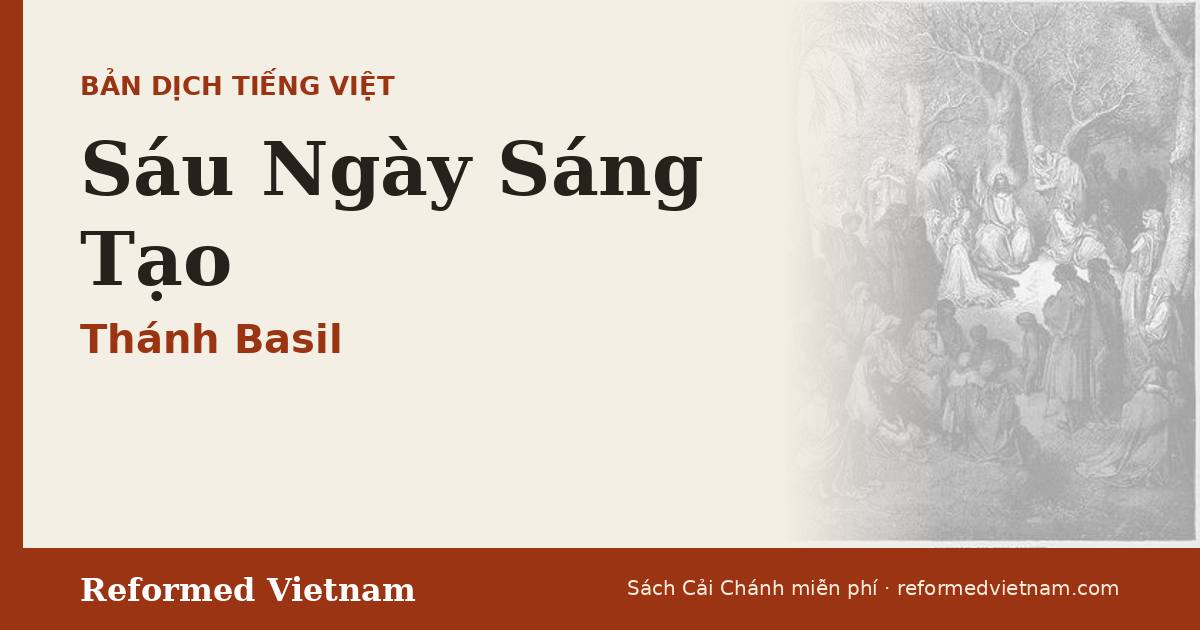 BẢN DỊCH TIẾNG VIỆT
Sáu Ngày Sáng
Tạo
Thánh Basil
Reformed Vietnam
Sách Cải Chánh miễn phí · reformedvietnam.com